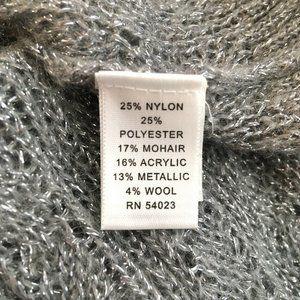 25% NYLON
25%
POLYESTER
17% MOHAIR
16% ACRYLIC
13% METALLIC
4% WOOL
RN 54023